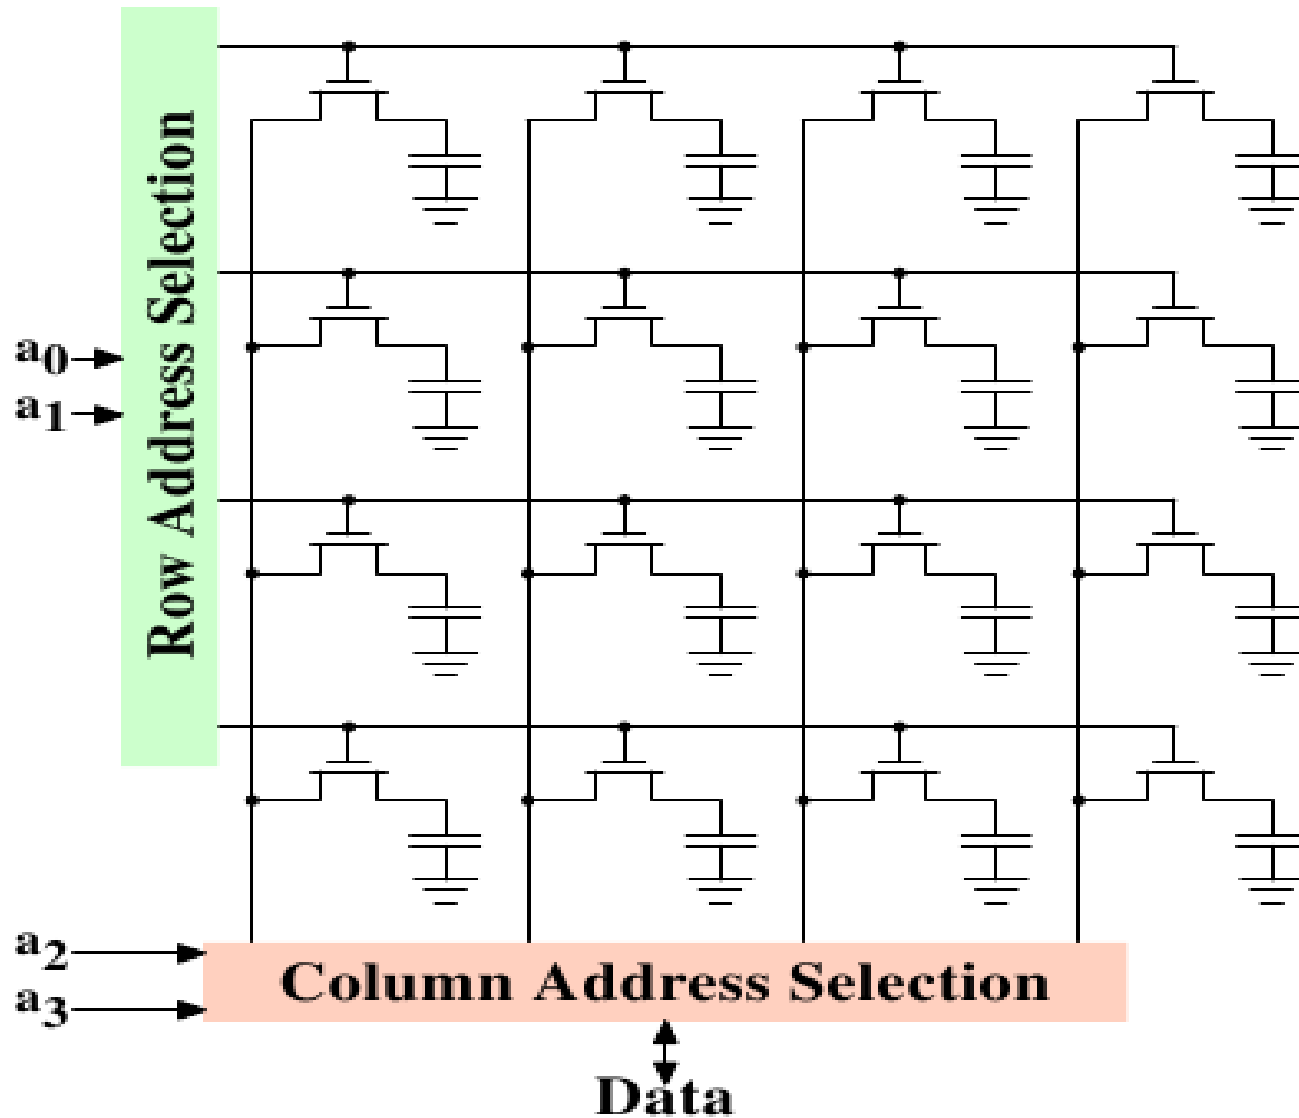 Row Address Selection
a0
a1
a2
a3
Column Address Selection
Data